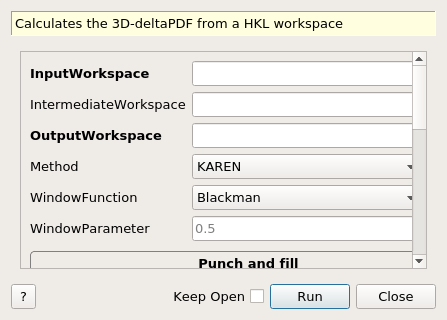 Calculates the 3D-deltaPDF from a HKL workspace
InputWorkspace
IntermediateWorkspace
OutputWorkspace
Method KAREN
WindowFunction Blackman
WindowParameter 0.5
Punch and fill
? Keep Open Run Close